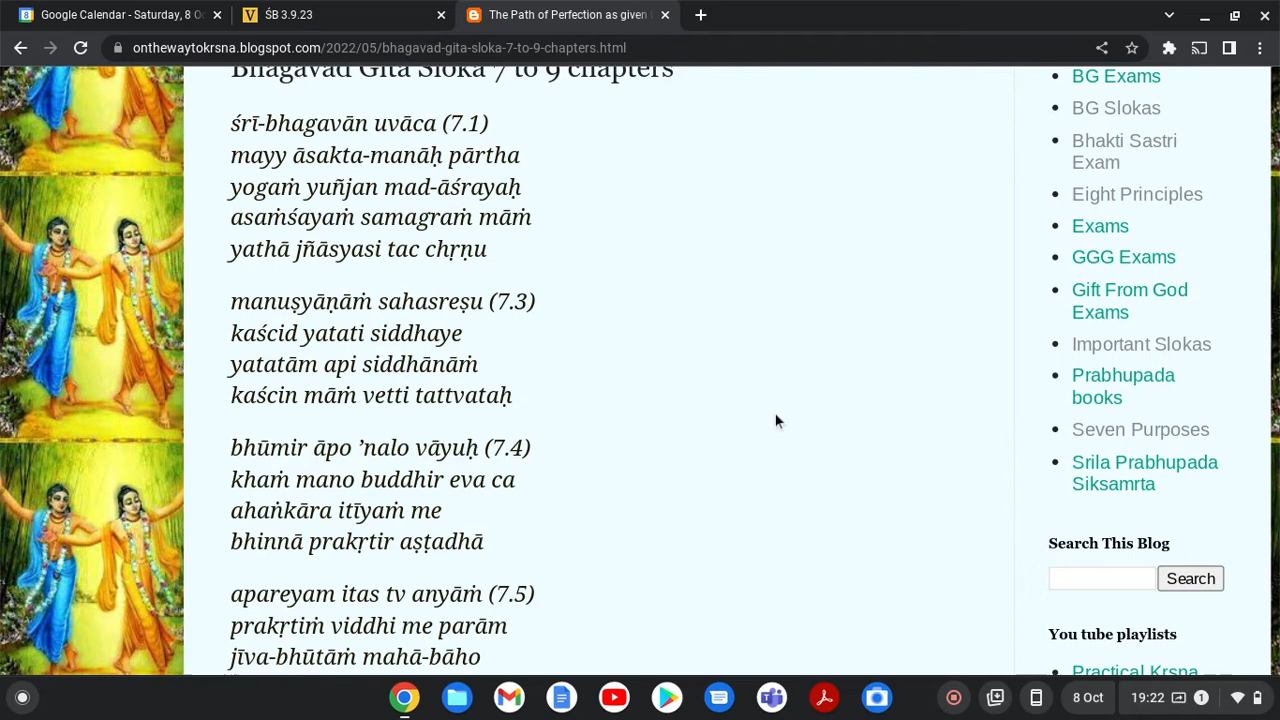 Google Calendar - Saturday, 8 Oc
ŚB 3.9.23
The Path of Perfection as given
onthewaytokrsna.blogspot.com/2022/05/bhagavad-gita-sloka-7-to-9-chapters.html
Bhagavad Gita Sloka 7 to 9 chapters
śrī-bhagavān uvāca (7.1)
mayy āsakta-manāḥ pārtha
yogaṁ yuñjan mad-āśrayaḥ
asaṁśayaṁ samagraṁ māṁ
yathā jñāsyasi tac chṛṇu
manuṣyāṇāṁ sahasreṣu (7.3)
kaścid yatati siddhaye
yatatām api siddhānāṁ
kaścin māṁ vetti tattvataḥ
bhūmir āpo ’nalo vāyuḥ (7.4)
khaṁ mano buddhir eva ca
ahaṅkāra itīyaṁ me
bhinnā prakṛtir aṣṭadhā
apareyam itas tv anyāṁ (7.5)
prakṛtiṁ viddhi me parām
jīva-bhūtāṁ mahā-bāho
BG Exams
BG Slokas
Bhakti Sastri
Exam
Eight Principles
Exams
GGG Exams
Gift From God
Exams
Important Slokas
Prabhupada
books
Seven Purposes
Srila Prabhupada
Siksamrta
Search This Blog
Search
You tube playlists
Practical Krsna
8 Oct
19:22
1